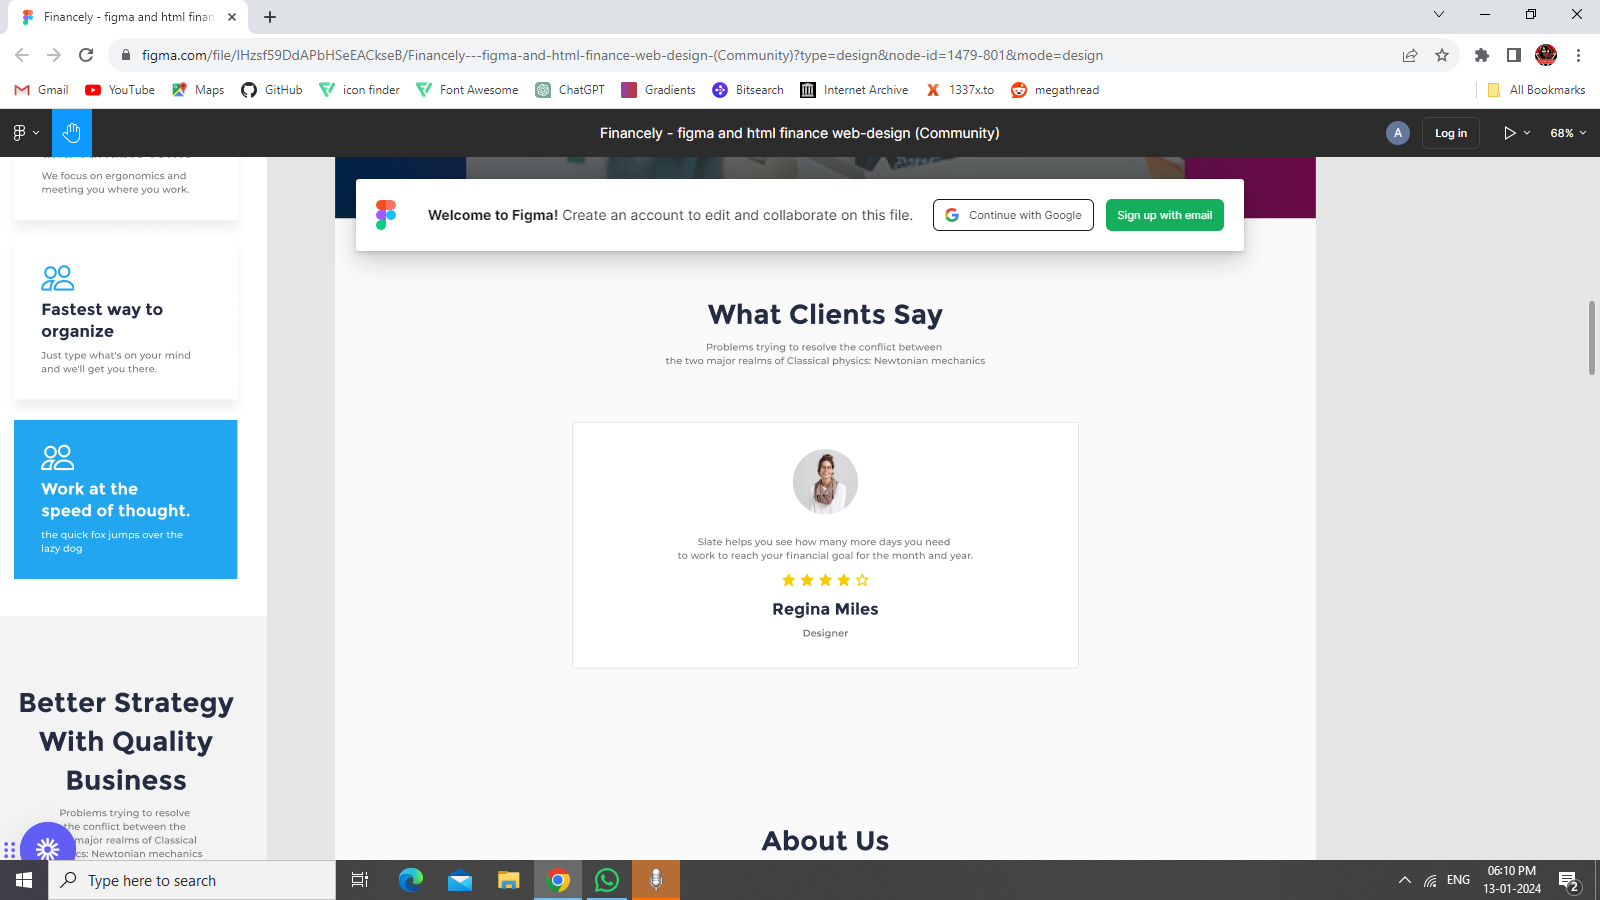 Financely - figma and html finan
figma.com/file/lHzsf59DdAPbHSeEACkseB/Financely---figma-and-html-finance-web-design-(Community)?type=design&node-id=1479-801&mode=design
Gmail YouTube Maps GitHub icon finder Font Awesome ChatGPT Gradients Bitsearch Internet Archive 1337x.to megathread All Bookmarks
Financely - figma and html finance web-design (Community)
A Log in 68%
We focus on ergonomics and
meeting you where you work.
Fastest way to
organize
Just type what's on your mind
and we'll get you there.
Work at the
speed of thought.
the quick fox jumps over the
lazy dog
Better Strategy
With Quality
Business
Problems trying to resolve
the conflict between the
major realms of Classical
cs: Newtonian mechanics
Welcome to Figma! Create an account to edit and collaborate on this file.
Continue with Google
Sign up with email
What Clients Say
Problems trying to resolve the conflict between
the two major realms of Classical physics: Newtonian mechanics
Slate helps you see how many more days you need
to work to reach your financial goal for the month and year.
Regina Miles
Designer
About Us
Type here to search
ENG
06:10 PM
13-01-2024
2